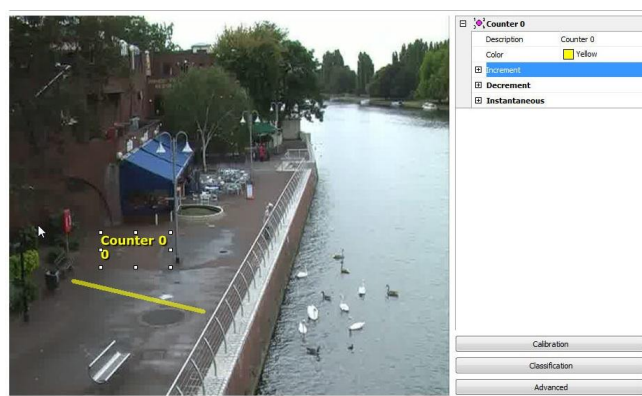 Counter 0
0
Counter 0
Description Counter 0
Color Yellow
Increment
Decrement
Instantaneous
Calibration
Classification
Advanced